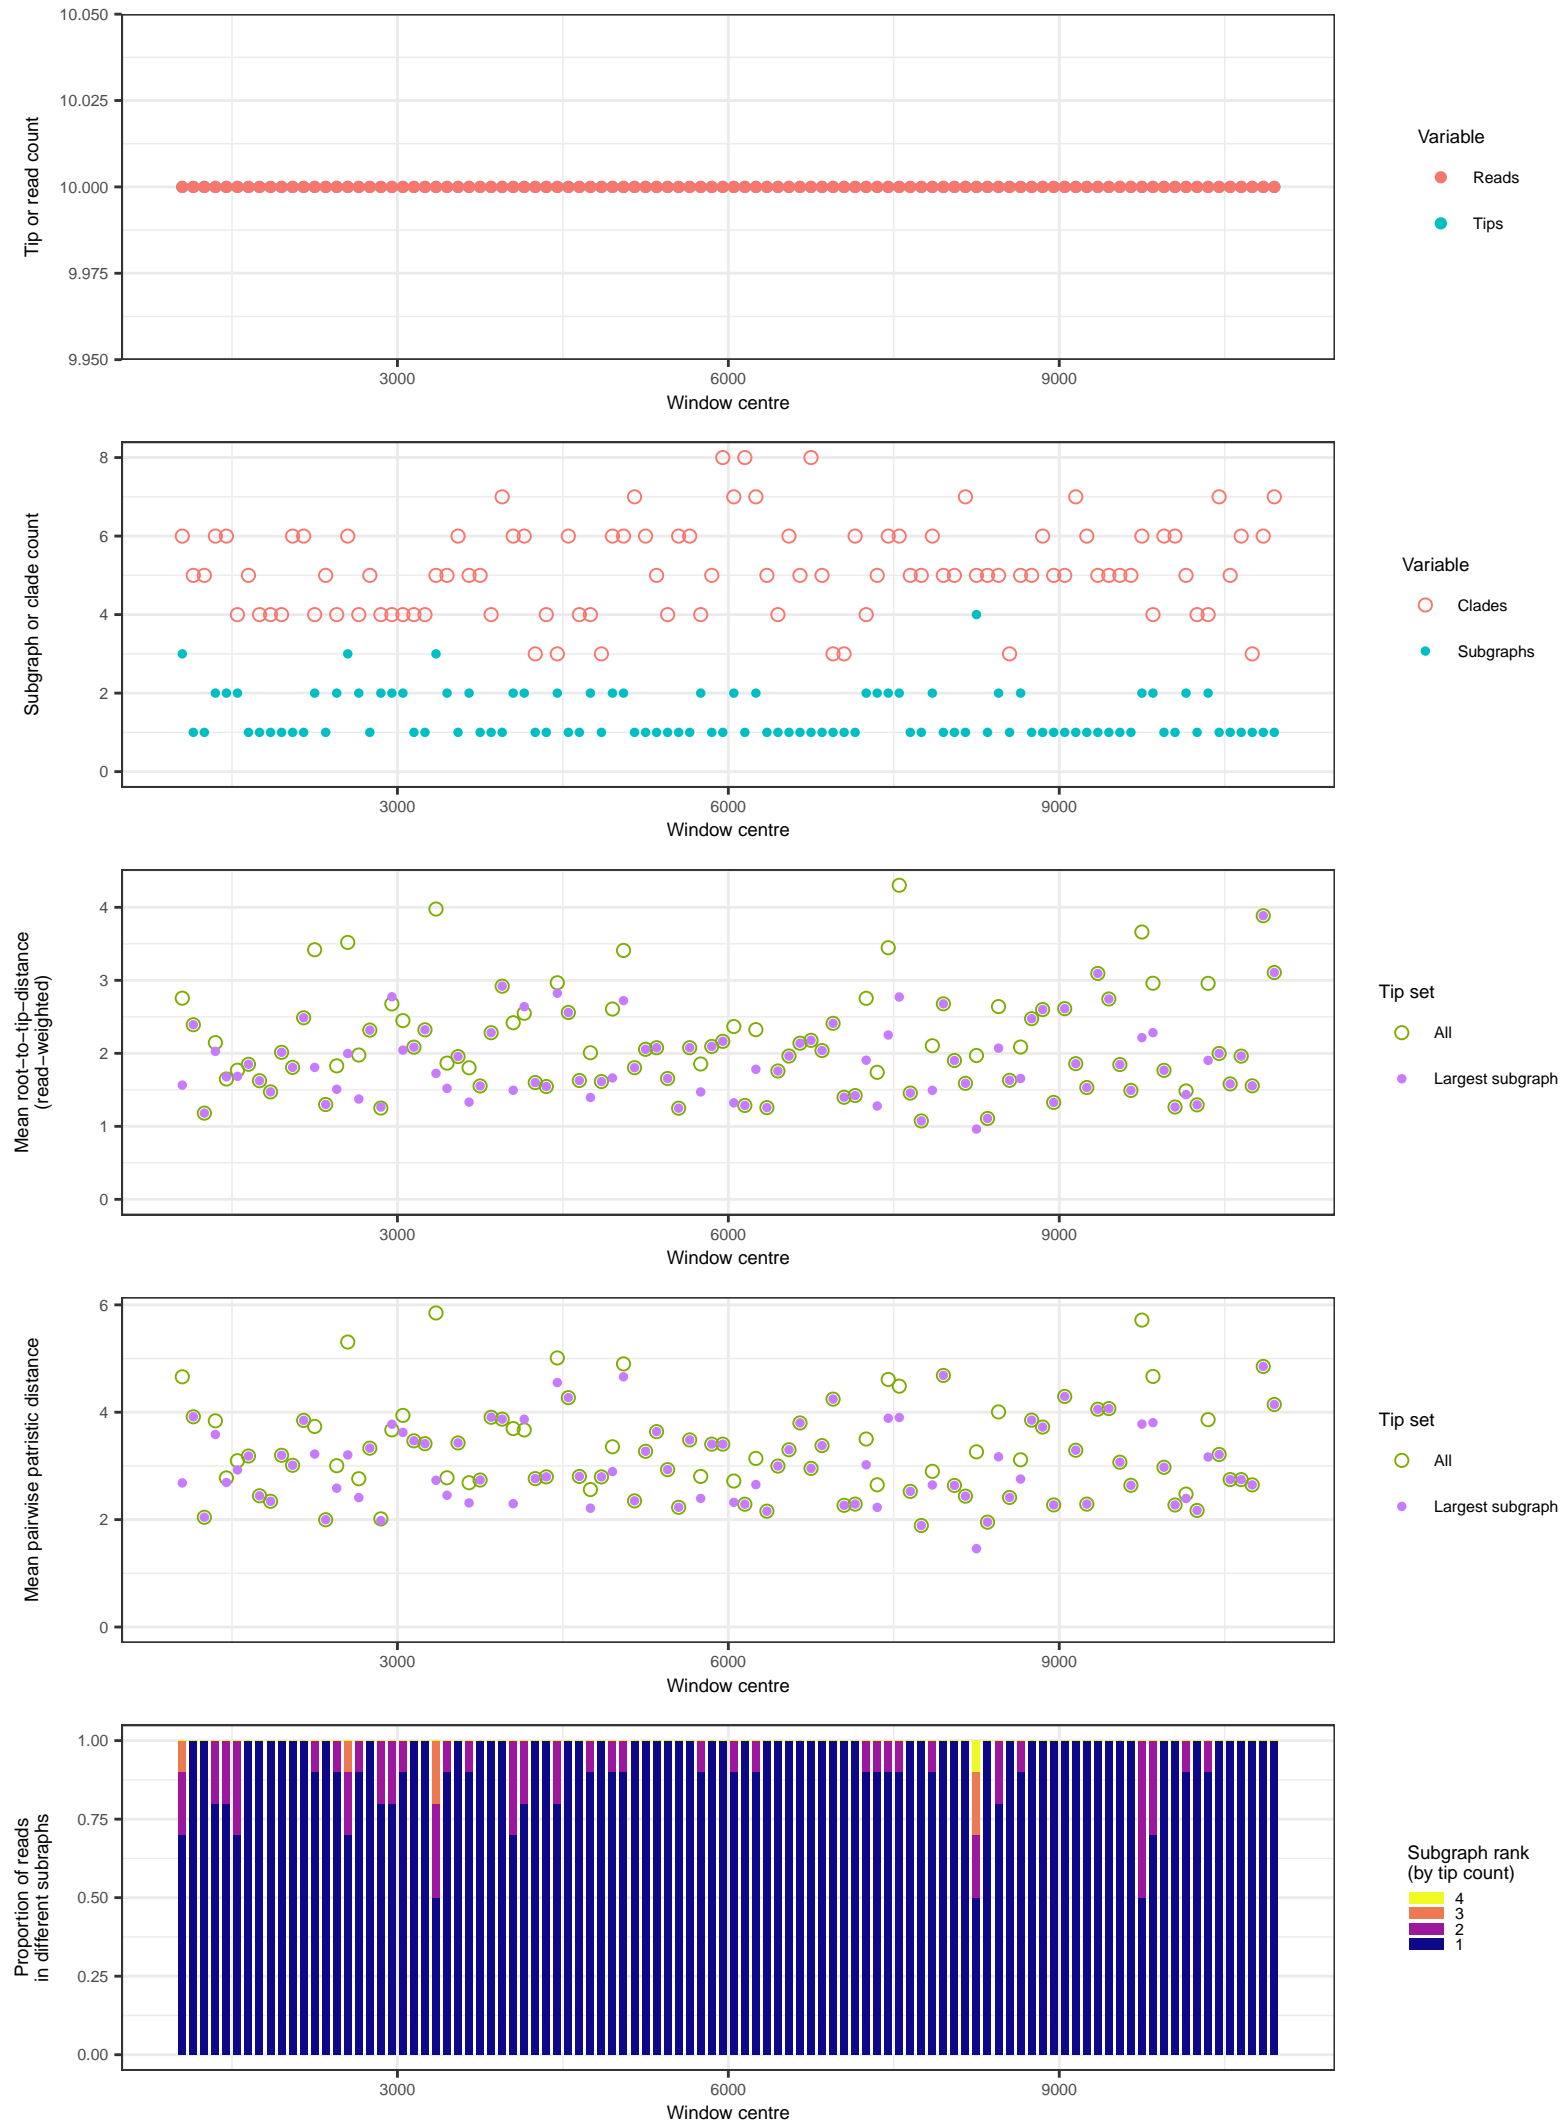 10.050
10.025
10.000
9.975
9.950
Tip or read count
3000 6000 9000
Window centre
Variable
Reads
Tips
8
6
4
2
0
Subgraph or clade count
3000 6000 9000
Window centre
Variable
Clades
Subgraphs
4
3
2
1
0
Mean root−to−tip−distance
(read−weighted)
3000 6000 9000
Window centre
Tip set
All
Largest subgraph
6
4
2
0
Mean pairwise patristic distance
3000 6000 9000
Window centre
Tip set
All
Largest subgraph
1.00
0.75
0.50
0.25
0.00
Proportion of reads
in different subraphs
3000 6000 9000
Window centre
Subgraph rank
(by tip count)
4
3
2
1